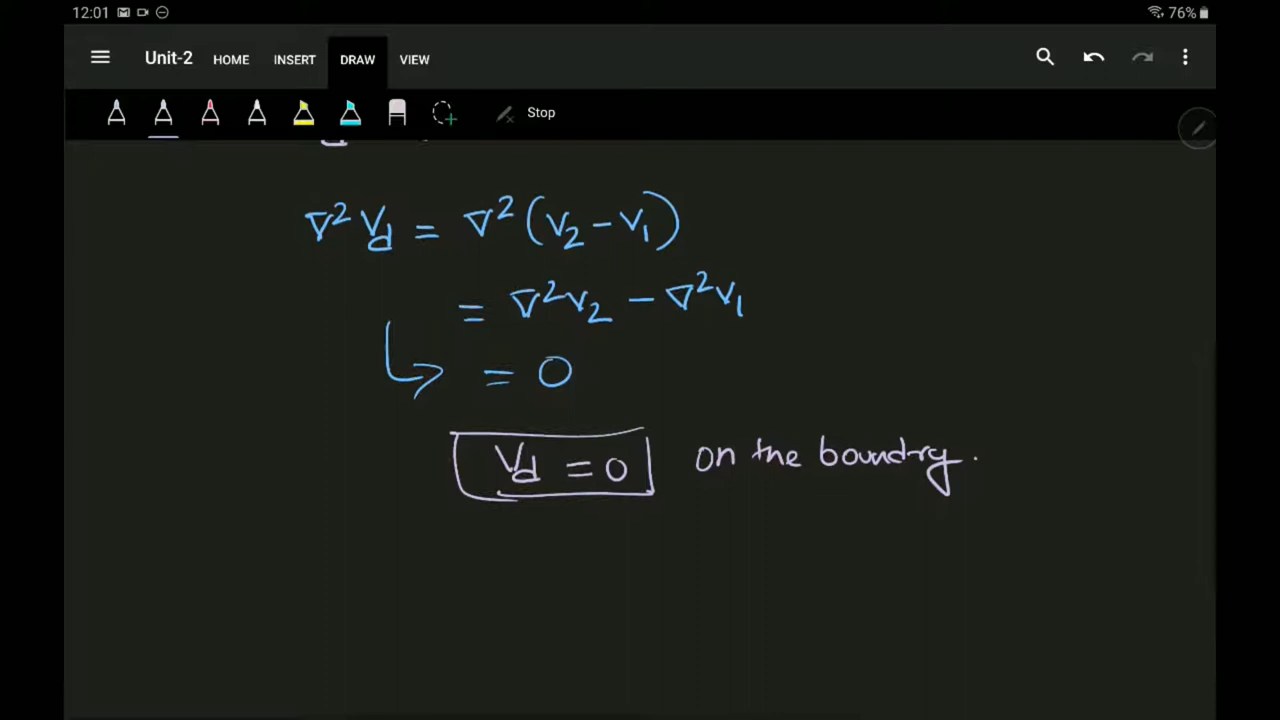 12:01 76%
Unit-2 HOME INSERT DRAW VIEW
Stop
∇²V_d = ∇²(V₂ − V₁)
= ∇²V₂ − ∇²V₁
↳ = 0
V_d = 0 on the boundry.